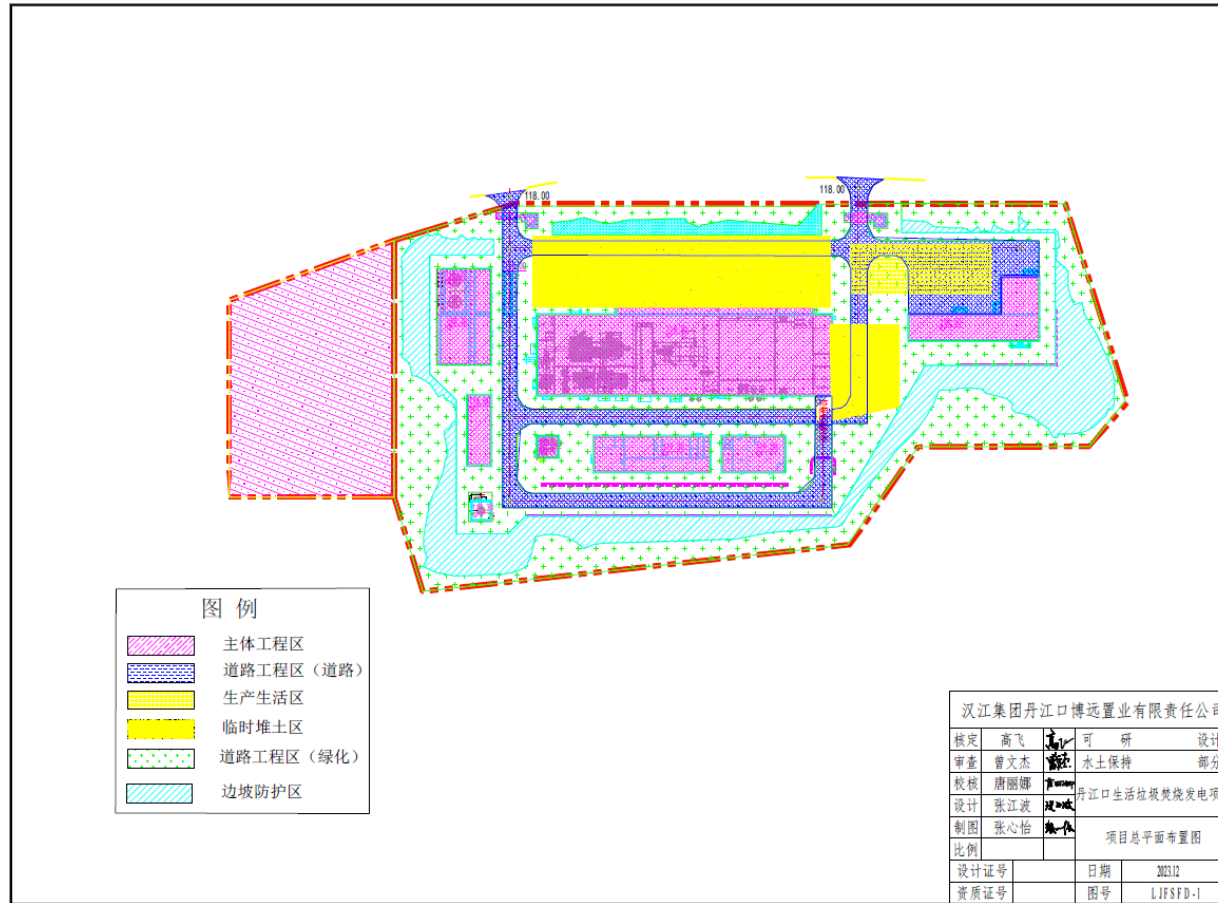 118.00
118.00
图 例
主体工程区
道路工程区（道路）
生产生活区
临时堆土区
道路工程区（绿化）
边坡防护区
汉江集团丹江口博远置业有限责任公司
核定 高飞 可 研 设计
审查 曾文杰 水土保持 部分
校核 唐丽娜
丹江口生活垃圾焚烧发电项
设计 张江波
制图 张心怡
项目总平面布置图
比例
设计证号 日期 2023.12
资质证号 图号 LJFSFD-1